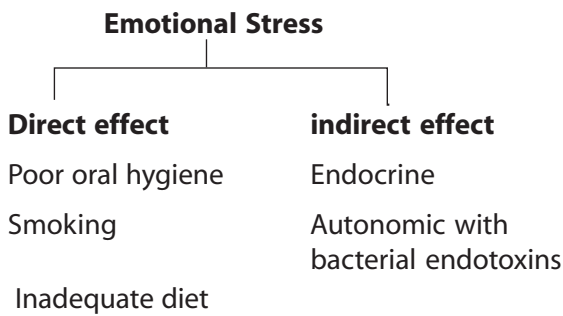 Emotional Stress
Direct effect
Poor oral hygiene
Smoking
Inadequate diet
indirect effect
Endocrine
Autonomic with
bacterial endotoxins